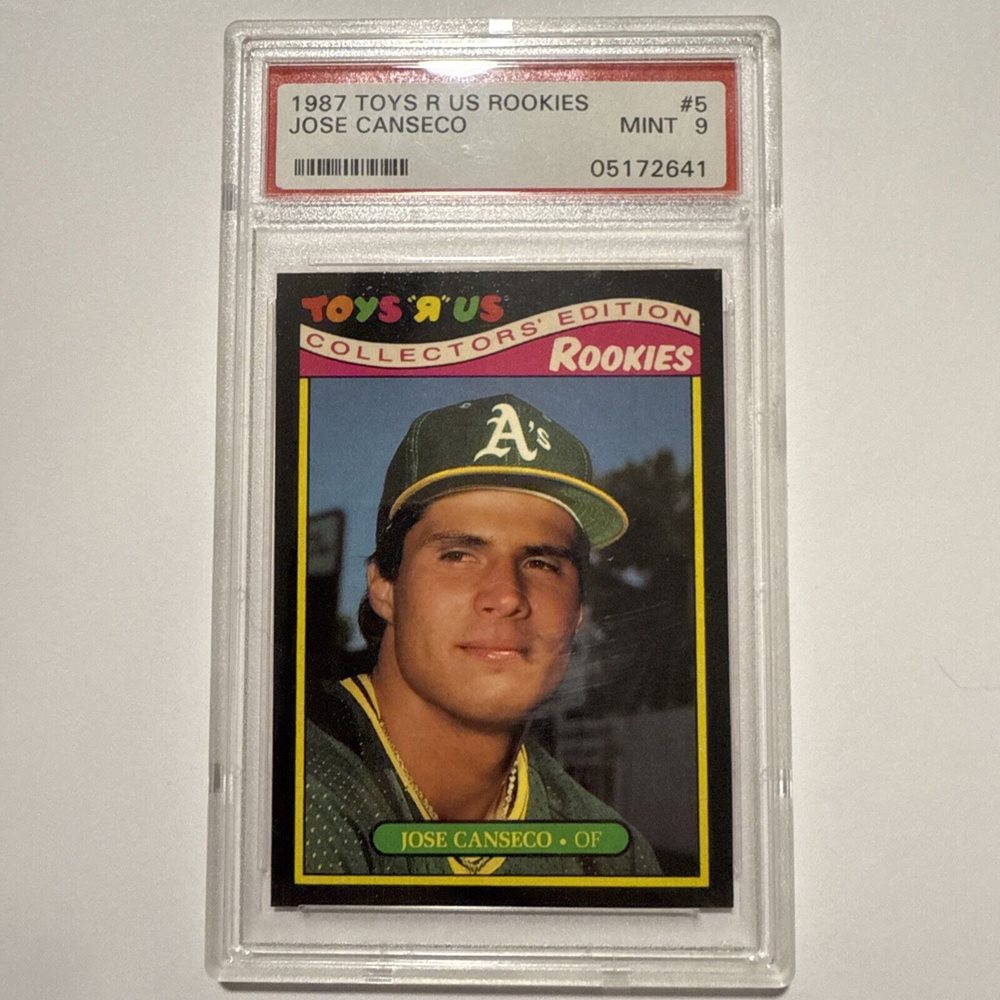 1987 TOYS R US ROOKIES #5
JOSE CANSECO MINT 9
05172641
TOYS "R" US
COLLECTORS' EDITION
ROOKIES
A's
JOSE CANSECO • OF